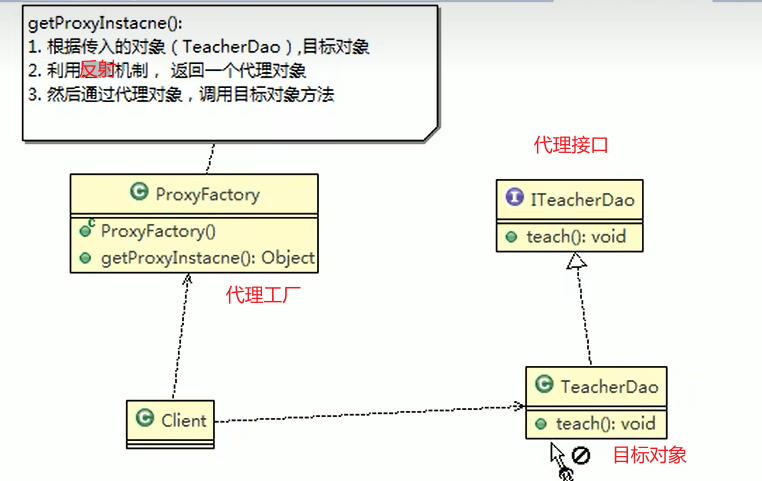 getProxyInstacne():
1. 根据传入的对象（TeacherDao）,目标对象
2. 利用反射机制， 返回一个代理对象
3. 然后通过代理对象，调用目标对象方法
代理接口
C ProxyFactory
I ITeacherDao
C ProxyFactory()
teach(): void
getProxyInstacne(): Object
代理工厂
C TeacherDao
C Client
teach(): void
目标对象